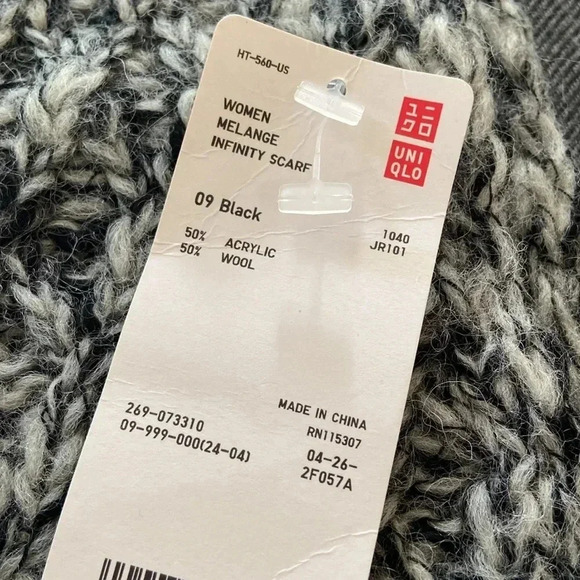 HT-560-US
WOMEN
MELANGE
INFINITY SCARF
ユニ
クロ
UNI
QLO
09 Black
50% ACRYLIC
50% WOOL
1040
JR101
269-073310
09-999-000(24-04)
MADE IN CHINA
RN115307
04-26-
2F057A